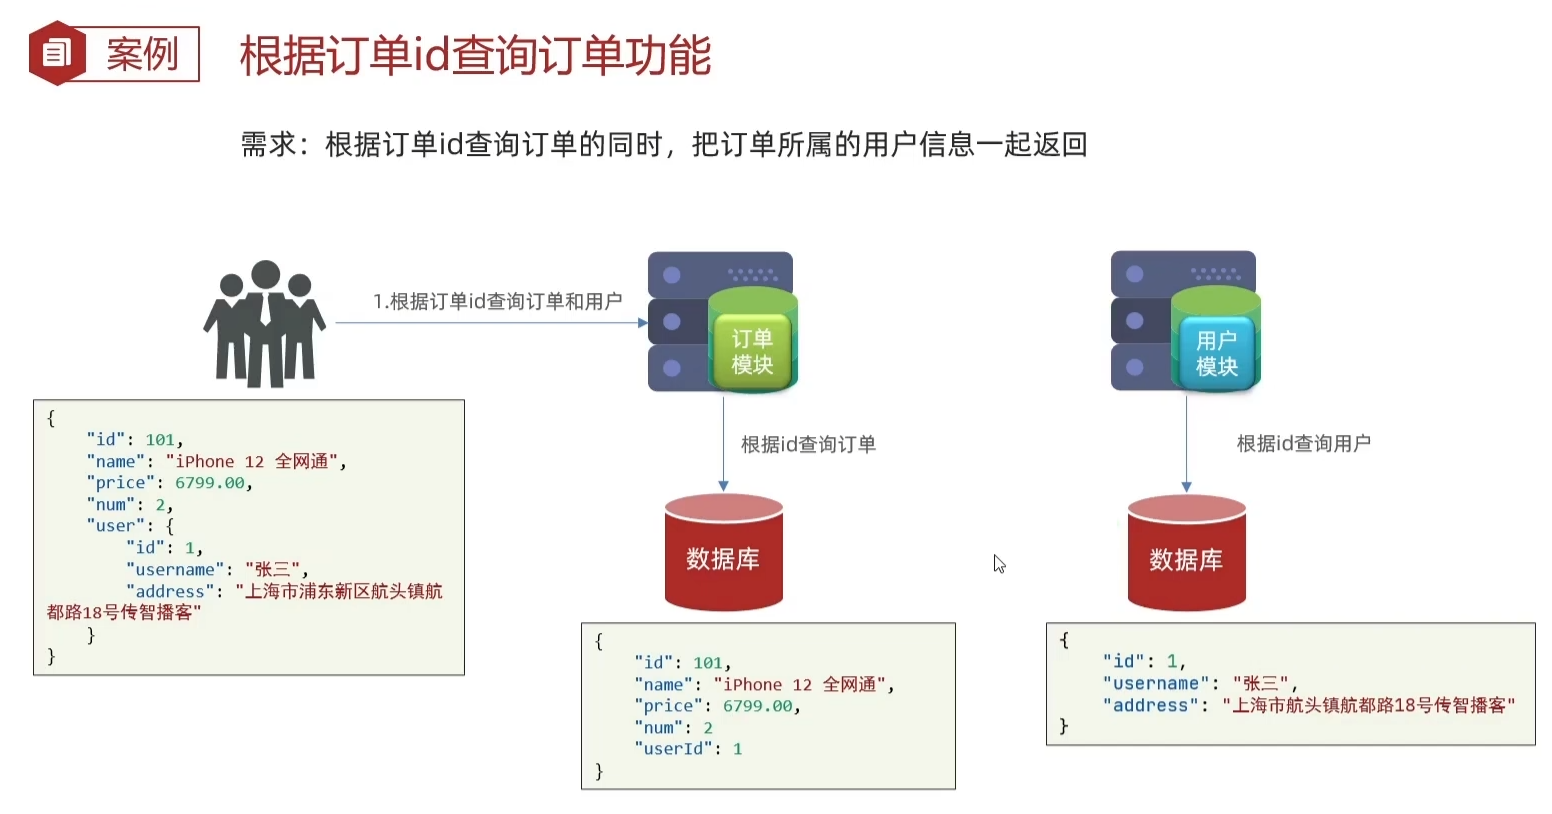 案例
根据订单id查询订单功能
需求：根据订单id查询订单的同时，把订单所属的用户信息一起返回
1.根据订单id查询订单和用户
订单
模块
用户
模块
根据id查询订单
根据id查询用户
数据库
数据库
{
"id": 101,
"name": "iPhone 12 全网通",
"price": 6799.00,
"num": 2,
"user": {
"id": 1,
"username": "张三",
"address": "上海市浦东新区航头镇航
都路18号传智播客"
}
}
{
"id": 101,
"name": "iPhone 12 全网通",
"price": 6799.00,
"num": 2
"userId": 1
}
{
"id": 1,
"username": "张三",
"address": "上海市航头镇航都路18号传智播客"
}